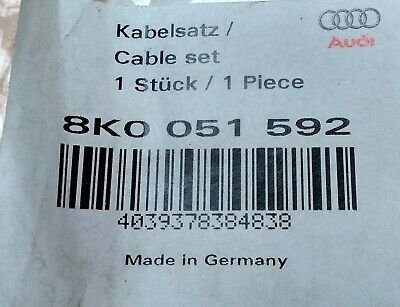 Kabelsatz /
Cable set
1 Stück / 1 Piece
Audi
8K0 051 592
4039378384838
Made in Germany